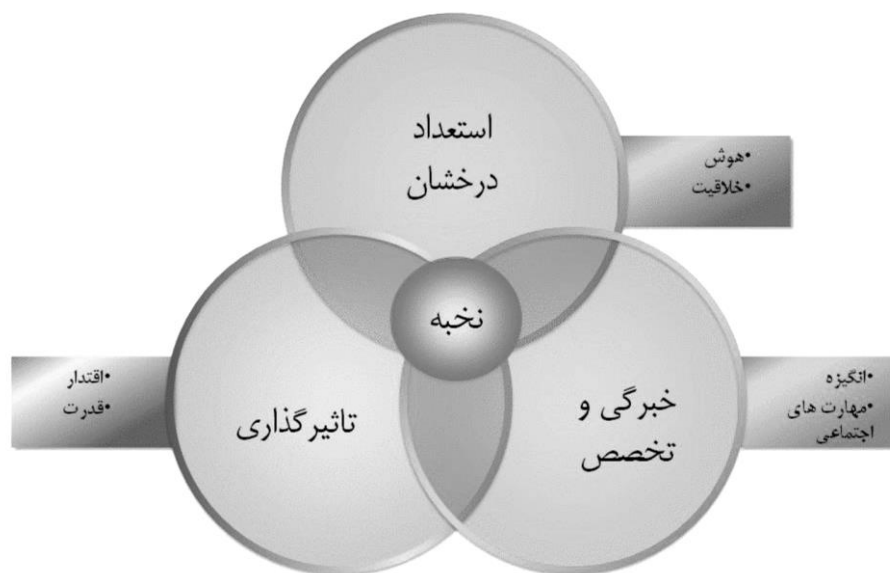 استعداد
درخشان
•هوش
•خلاقیت
نخبه
خبرگی و
تخصص
•انگیزه
•مهارت های
اجتماعی
تاثیرگذاری
•اقتدار
•قدرت